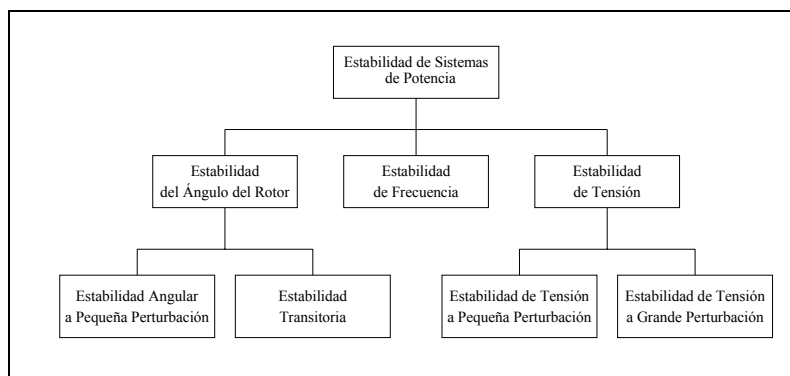 Estabilidad de Sistemas
de Potencia
Estabilidad
del Ángulo del Rotor
Estabilidad
de Frecuencia
Estabilidad
de Tensión
Estabilidad Angular
a Pequeña Perturbación
Estabilidad
Transitoria
Estabilidad de Tensión
a Pequeña Perturbación
Estabilidad de Tensión
a Grande Perturbación